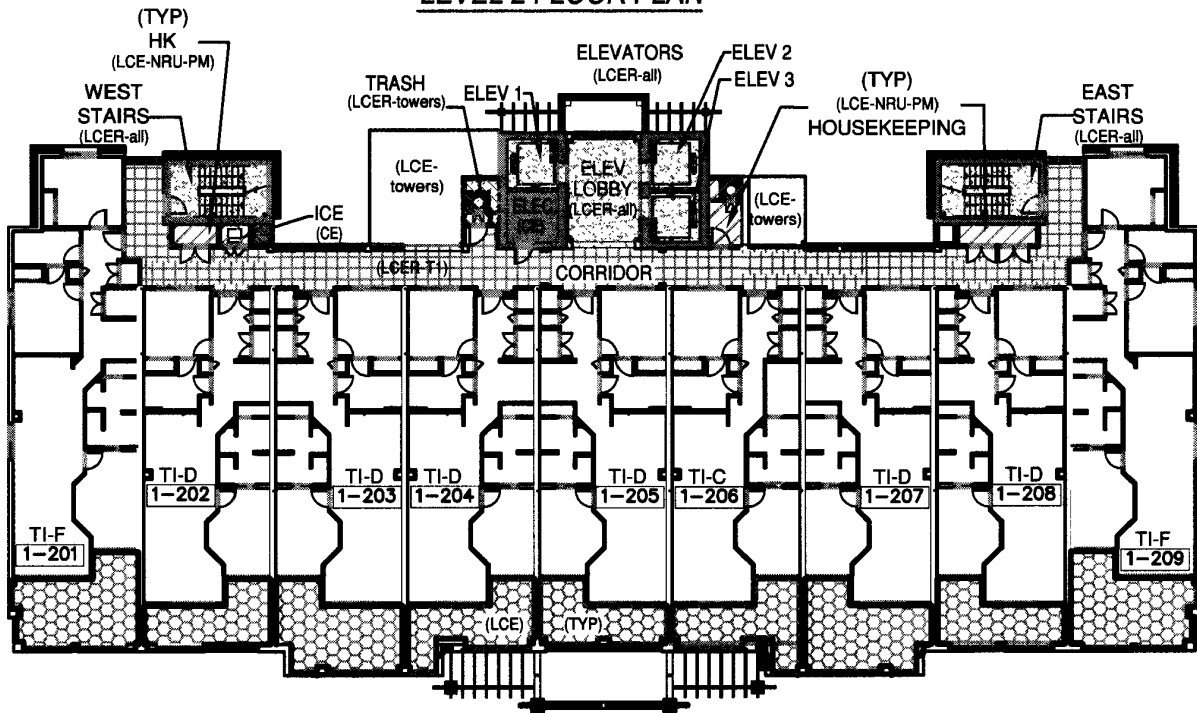 LEVEL 2 FLOOR PLAN
(TYP)
HK
(LCE-NRU-PM)
WEST
STAIRS
(LCER-all)
TRASH
(LCER-towers)
ELEV 1
ELEVATORS
(LCER-all)
ELEV 2
ELEV 3
(TYP)
(LCE-NRU-PM)
HOUSEKEEPING
EAST
STAIRS
(LCER-all)
(LCE-
towers)
ELEV
LOBBY
(LCER-all)
ELEC
(LCE-
towers)
ICE
(CE)
(LCER-T1)
CORRIDOR
TI-D
1-202
TI-D
1-203
TI-D
1-204
TI-D
1-205
TI-C
1-206
TI-D
1-207
TI-D
1-208
TI-F
1-201
TI-F
1-209
(LCE)
(TYP)